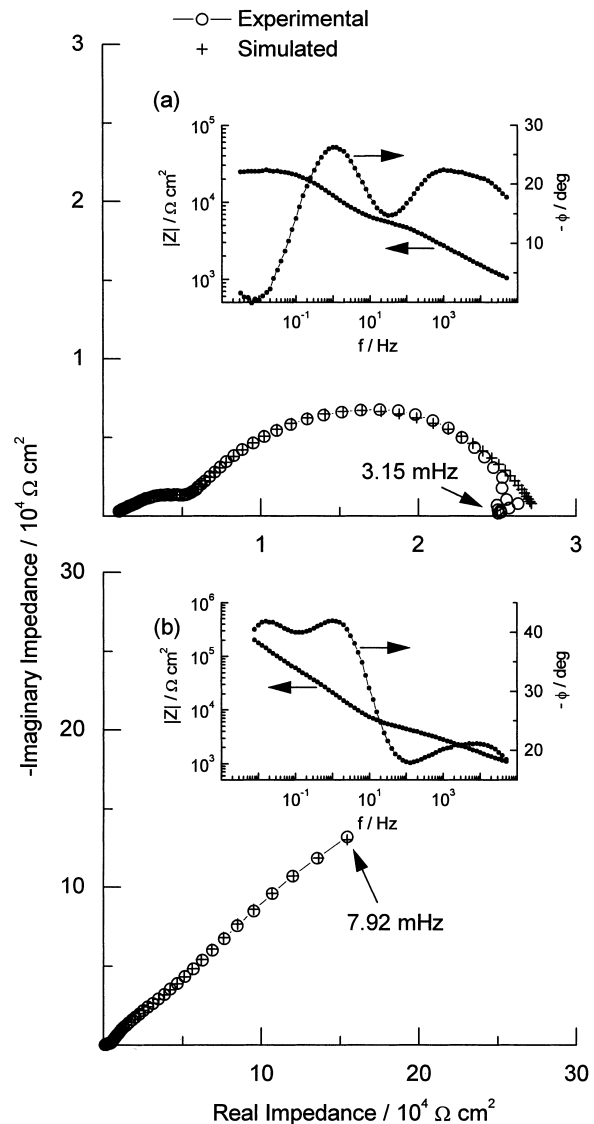 Experimental
Simulated
3
2
1
1 2 3
(a)
10^5
10^4
10^3
30
20
10
|Z| / Ω cm^2
- ϕ / deg
10^-1 10^1 10^3
f / Hz
3.15 mHz
-Imaginary Impedance / 10^4 Ω cm^2
30
20
10
(b)
10^6
10^5
10^4
10^3
40
30
20
|Z| / Ω cm^2
- ϕ / deg
10^-1 10^1 10^3
f / Hz
7.92 mHz
10 20 30
Real Impedance / 10^4 Ω cm^2